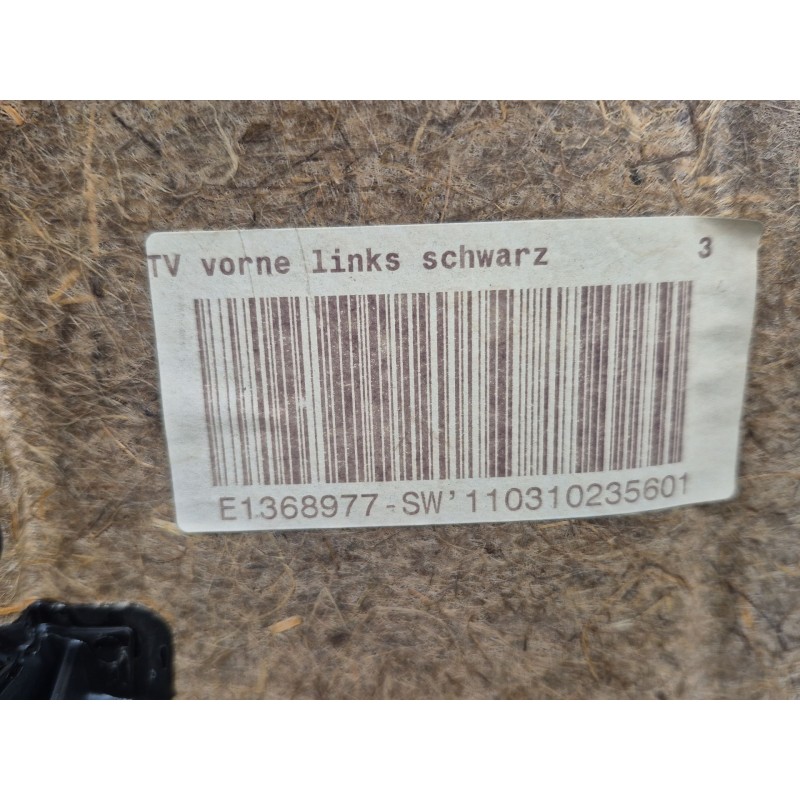 TV vorne links schwarz 3
E1368977-SW'110310235601